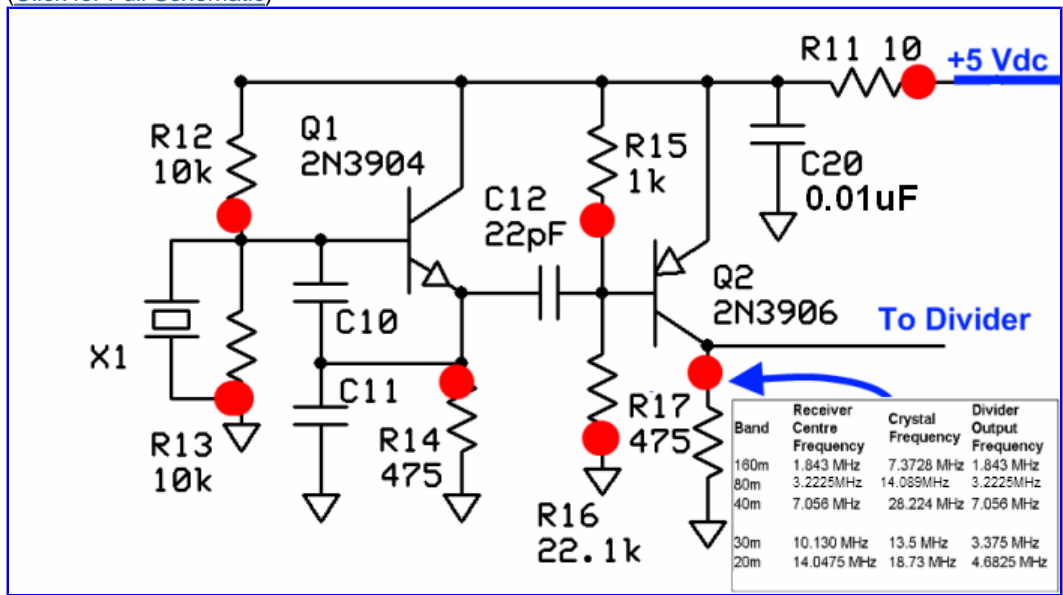 (Click for Full Schematic)
R11 10
+5 Vdc
R12
10k
Q1
2N3904
R15
1k
C20
0.01uF
C12
22pF
Q2
2N3906
To Divider
X1
C10
C11
R13
10k
R14
475
R17
475
R16
22.1k
Band Receiver Centre Frequency Crystal Frequency Divider Output Frequency
160m 1.843 MHz 7.3728 MHz 1.843 MHz
80m 3.2225MHz 14.089MHz 3.2225MHz
40m 7.056 MHz 28.224 MHz 7.056 MHz
30m 10.130 MHz 13.5 MHz 3.375 MHz
20m 14.0475 MHz 18.73 MHz 4.6825 MHz